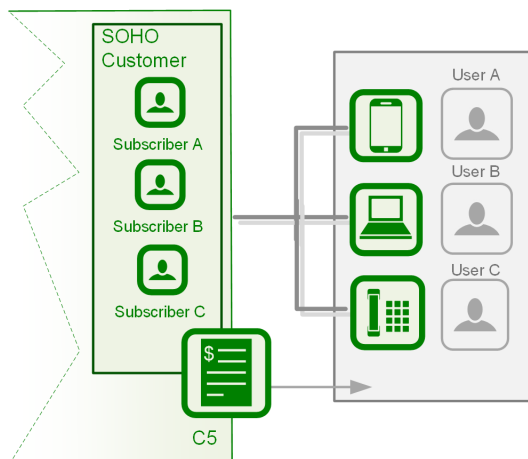 SOHO
Customer
Subscriber A
Subscriber B
Subscriber C
$
C5
User A
User B
User C